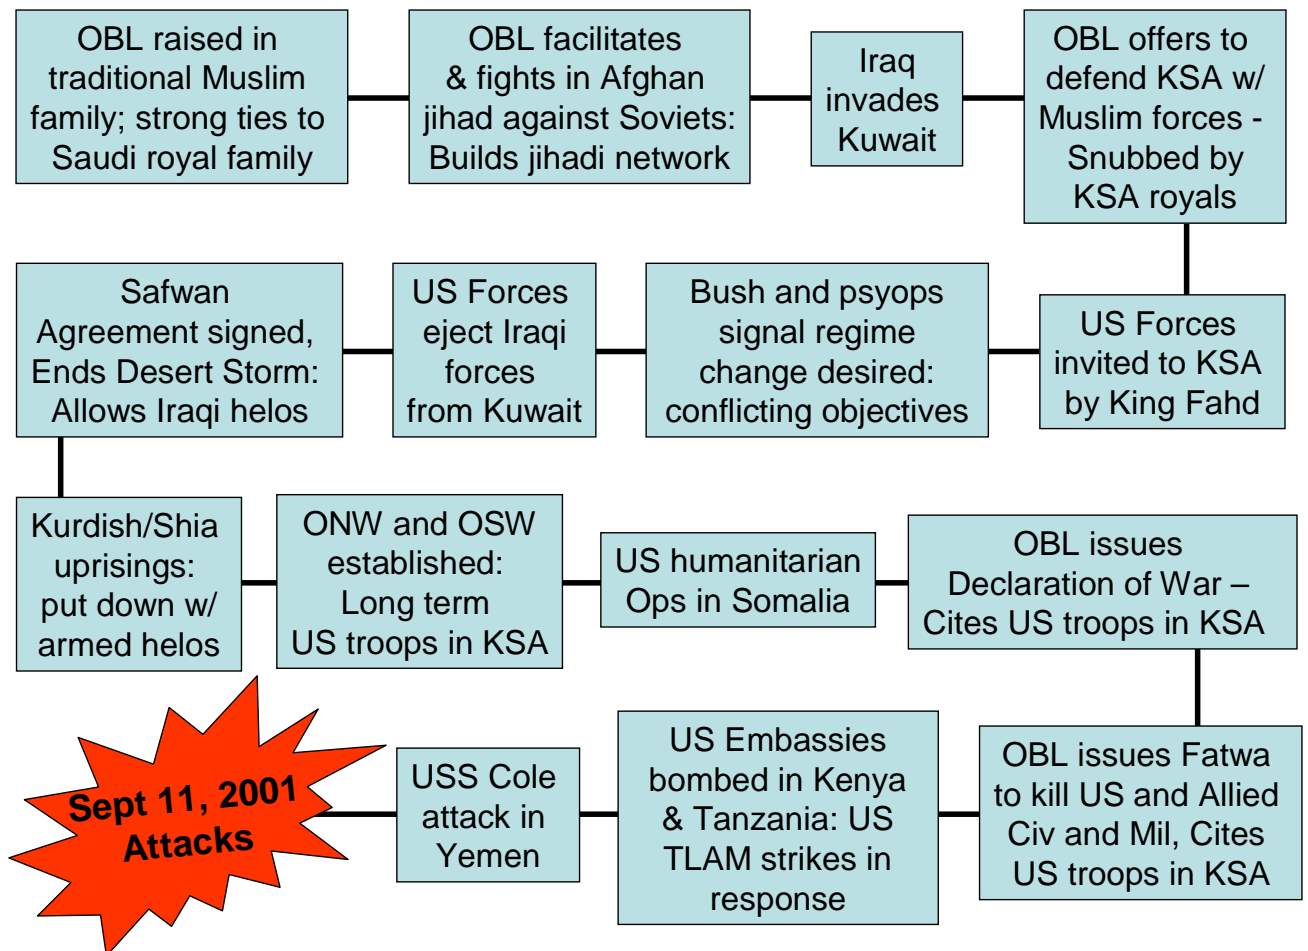 OBL raised in
traditional Muslim
family; strong ties to
Saudi royal family
OBL facilitates
& fights in Afghan
jihad against Soviets:
Builds jihadi network
Iraq
invades
Kuwait
OBL offers to
defend KSA w/
Muslim forces -
Snubbed by
KSA royals
US Forces
invited to KSA
by King Fahd
Bush and psyops
signal regime
change desired:
conflicting objectives
US Forces
eject Iraqi
forces
from Kuwait
Safwan
Agreement signed,
Ends Desert Storm:
Allows Iraqi helos
Kurdish/Shia
uprisings:
put down w/
armed helos
ONW and OSW
established:
Long term
US troops in KSA
US humanitarian
Ops in Somalia
OBL issues
Declaration of War –
Cites US troops in KSA
OBL issues Fatwa
to kill US and Allied
Civ and Mil, Cites
US troops in KSA
US Embassies
bombed in Kenya
& Tanzania: US
TLAM strikes in
response
USS Cole
attack in
Yemen
Sept 11, 2001
Attacks